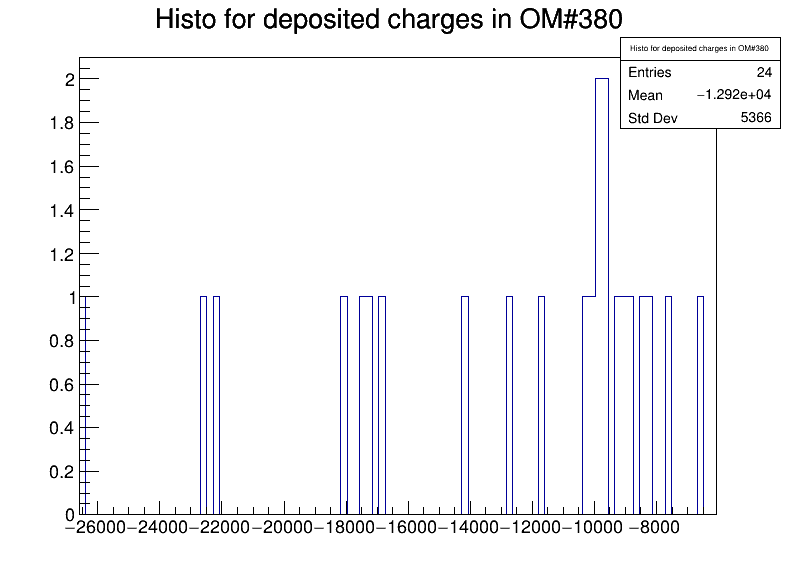 Histo for deposited charges in OM#380
Histo for deposited charges in OM#380
Entries 24
Mean −1.292e+04
Std Dev 5366
2
1.8
1.6
1.4
1.2
1
0.8
0.6
0.4
0.2
0
−26000 −24000 −22000 −20000 −18000 −16000 −14000 −12000 −10000 −8000